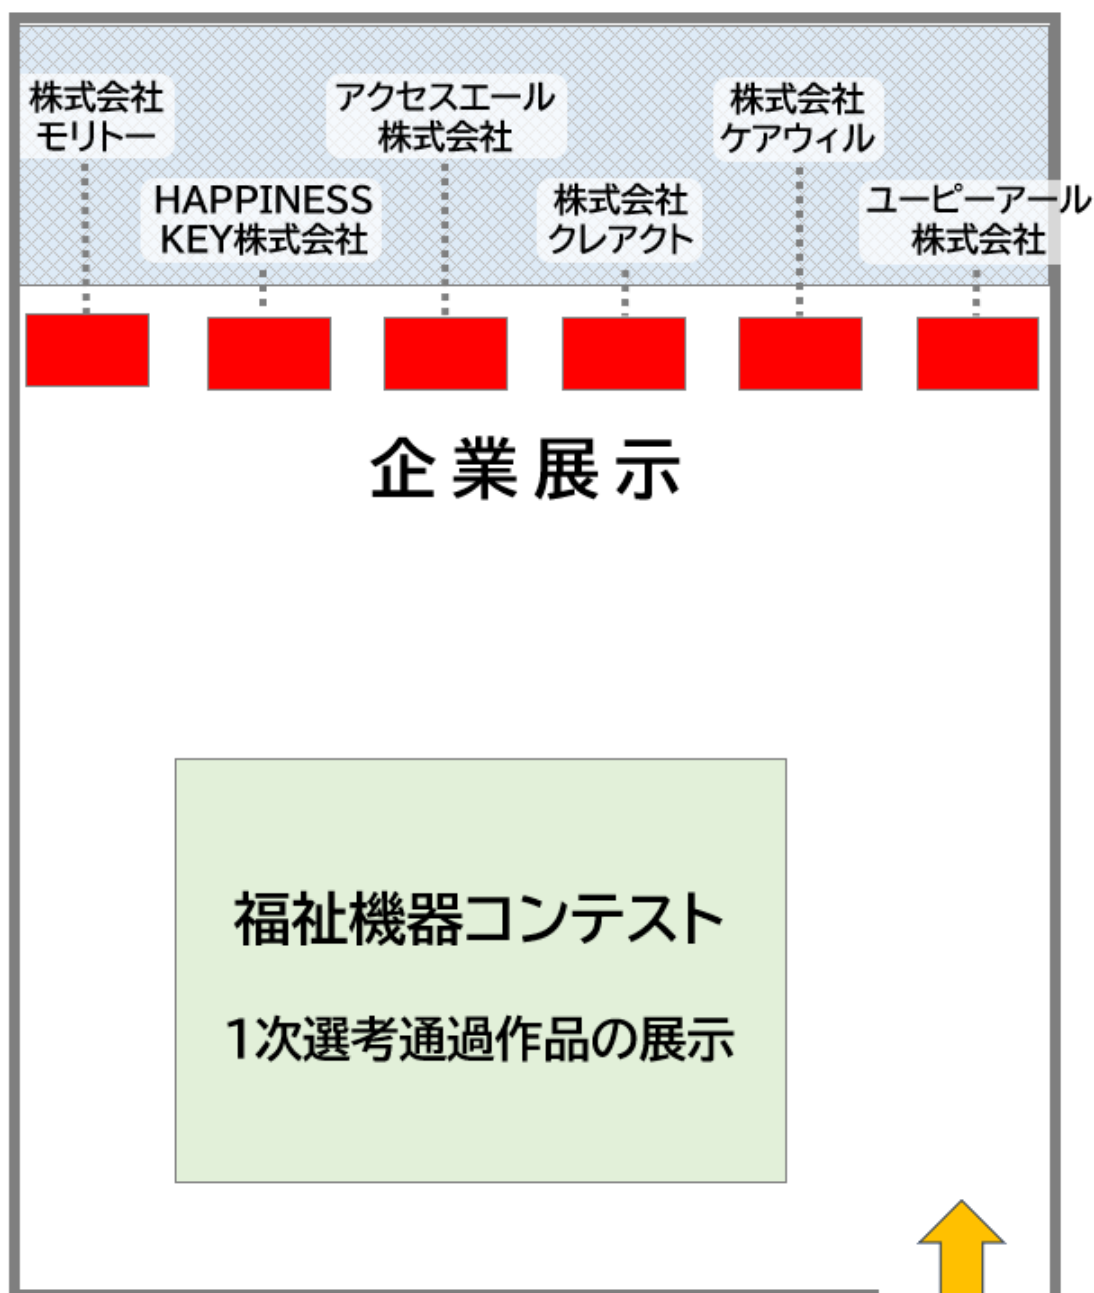 株式会社
モリトー
HAPPINESS
KEY株式会社
アクセスエール
株式会社
株式会社
クレアクト
株式会社
ケアウィル
ユーピーアール
株式会社
企業展示
福祉機器コンテスト
1次選考通過作品の展示